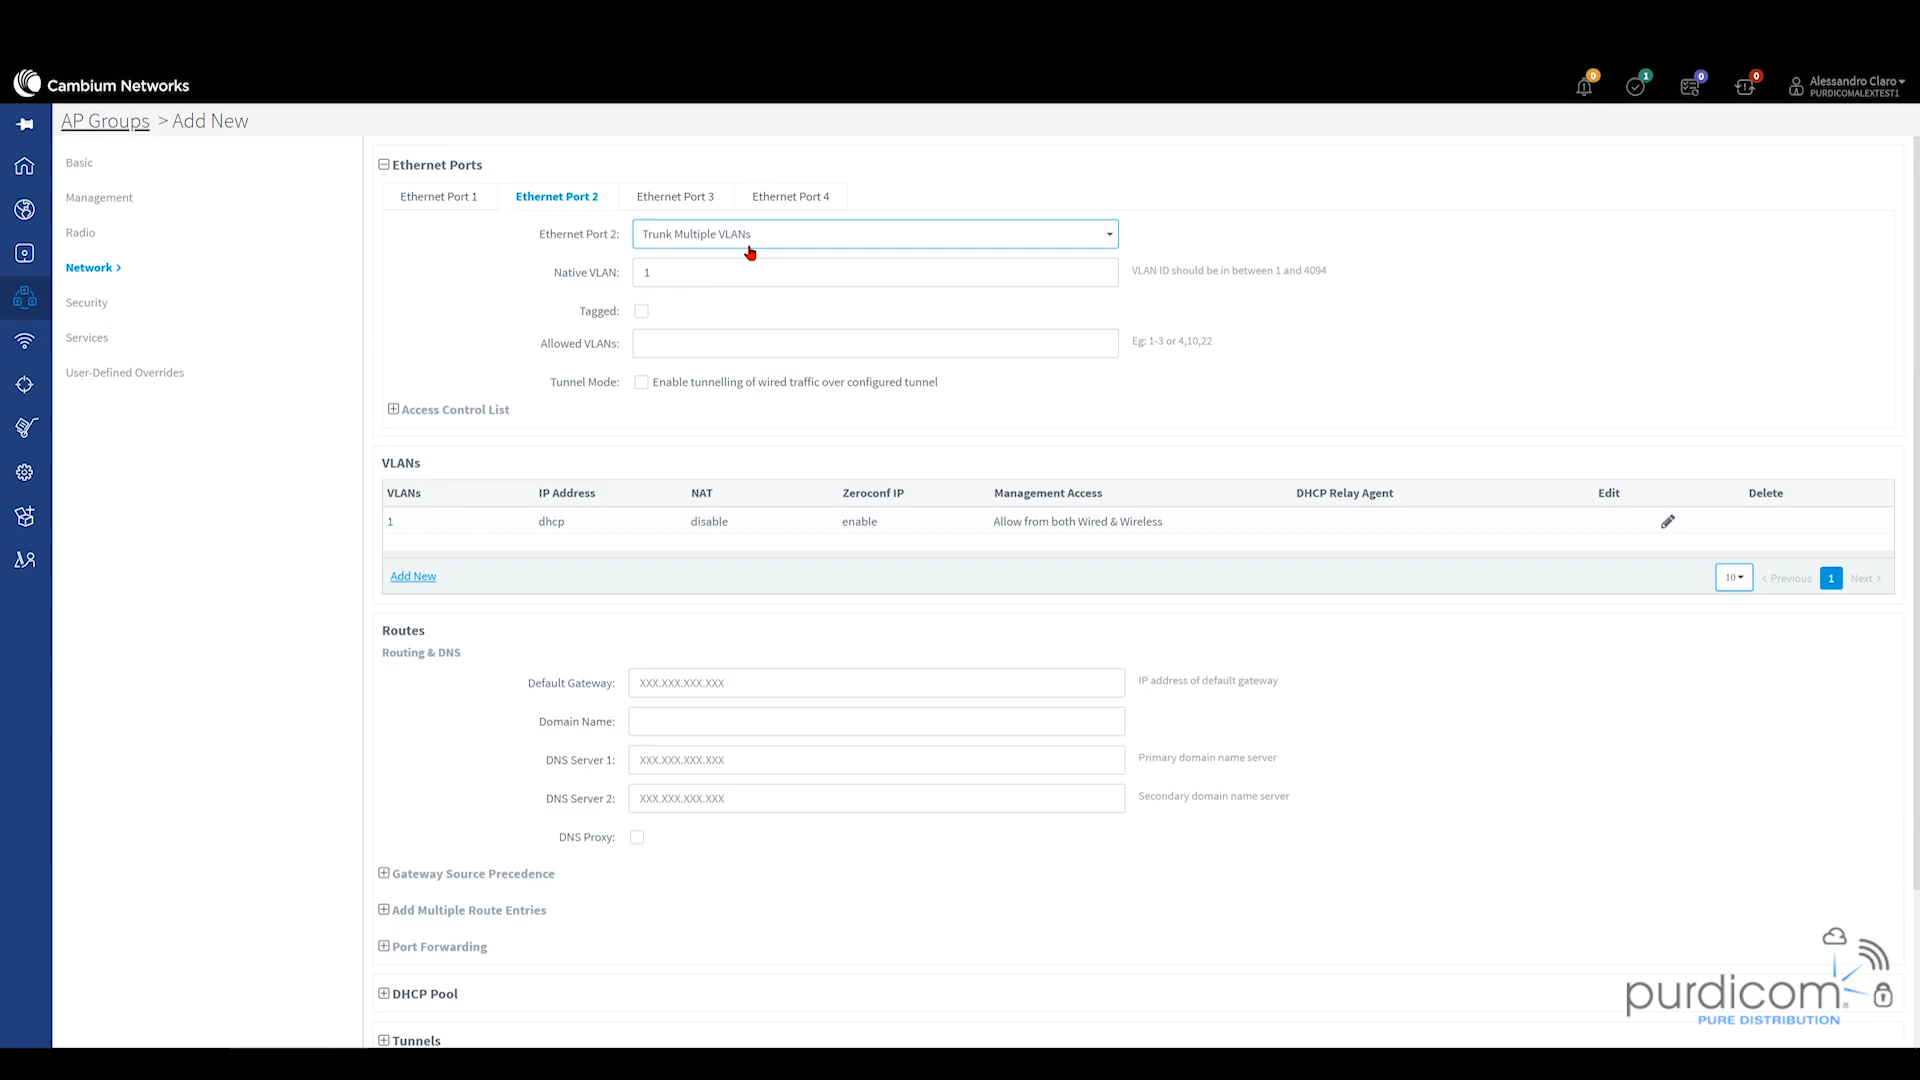 Cambium Networks
0
1
0
0
Alessandro Claro
PURDICOMALEXTEST1
AP Groups > Add New
Basic
Management
Radio
Network >
Security
Services
User-Defined Overrides
Ethernet Ports
Ethernet Port 1 Ethernet Port 2 Ethernet Port 3 Ethernet Port 4
Ethernet Port 2: Trunk Multiple VLANs
Native VLAN: 1 VLAN ID should be in between 1 and 4094
Tagged:
Allowed VLANs: Eg: 1-3 or 4,10,22
Tunnel Mode: Enable tunnelling of wired traffic over configured tunnel
Access Control List
VLANs
VLANs IP Address NAT Zeroconf IP Management Access DHCP Relay Agent Edit Delete
1 dhcp disable enable Allow from both Wired & Wireless
Add New 10 < Previous 1 Next >
Routes
Routing & DNS
Default Gateway: XXX.XXX.XXX.XXX IP address of default gateway
Domain Name:
DNS Server 1: XXX.XXX.XXX.XXX Primary domain name server
DNS Server 2: XXX.XXX.XXX.XXX Secondary domain name server
DNS Proxy:
Gateway Source Precedence
Add Multiple Route Entries
Port Forwarding
DHCP Pool
Tunnels
purdicom
PURE DISTRIBUTION